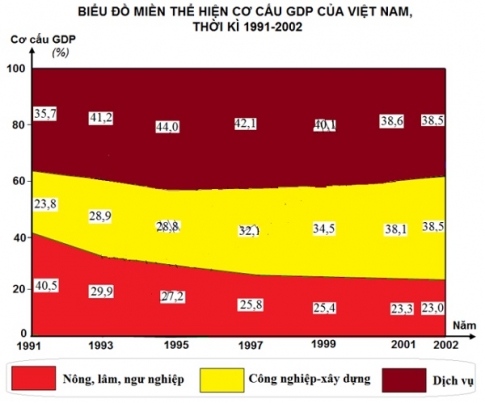 BIỂU ĐỒ MIỀN THỂ HIỆN CƠ CẤU GDP CỦA VIỆT NAM,
THỜI KÌ 1991-2002
Cơ cấu GDP
(%)
100
80
60
40
20
0
35,7 41,2 44,0 42,1 40,1 38,6 38,5
23,8 28,9 28,8 32,1 34,5 38,1 38,5
40,5 29,9 27,2 25,8 25,4 23,3 23,0
Năm
1991 1993 1995 1997 1999 2001 2002
Nông, lâm, ngư nghiệp Công nghiệp-xây dựng Dịch vụ